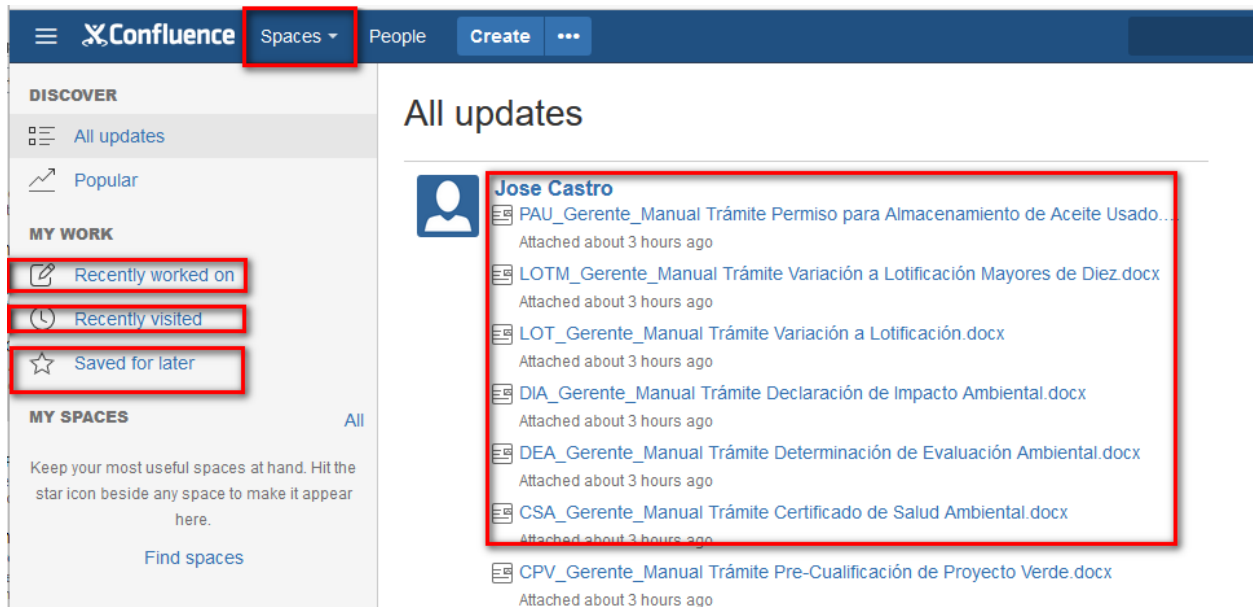 Confluence Spaces People Create •••
DISCOVER
All updates
Popular
MY WORK
Recently worked on
Recently visited
Saved for later
MY SPACES All
Keep your most useful spaces at hand. Hit the
star icon beside any space to make it appear
here.
Find spaces
All updates
Jose Castro
PAU_Gerente_Manual Trámite Permiso para Almacenamiento de Aceite Usado....
Attached about 3 hours ago
LOTM_Gerente_Manual Trámite Variación a Lotificación Mayores de Diez.docx
Attached about 3 hours ago
LOT_Gerente_Manual Trámite Variación a Lotificación.docx
Attached about 3 hours ago
DIA_Gerente_Manual Trámite Declaración de Impacto Ambiental.docx
Attached about 3 hours ago
DEA_Gerente_Manual Trámite Determinación de Evaluación Ambiental.docx
Attached about 3 hours ago
CSA_Gerente_Manual Trámite Certificado de Salud Ambiental.docx
Attached about 3 hours ago
CPV_Gerente_Manual Trámite Pre-Cualificación de Proyecto Verde.docx
Attached about 3 hours ago